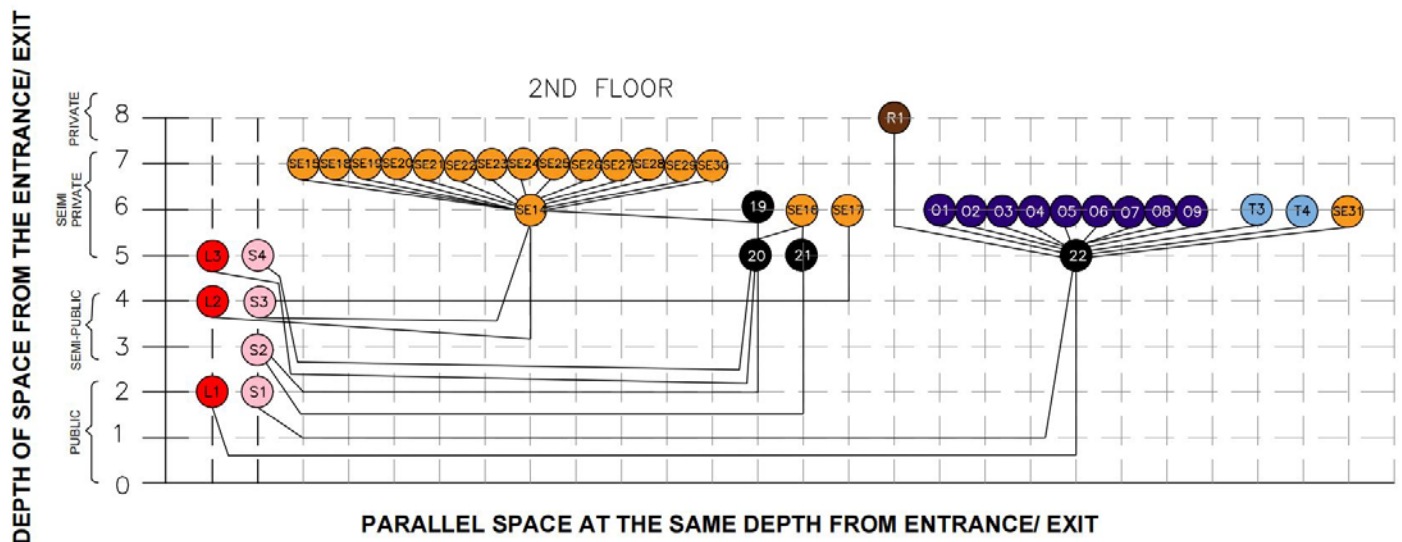 DEPTH OF SPACE FROM THE ENTRANCE/ EXIT
2ND FLOOR
PRIVATE
SEIMI
PRIVATE
SEMI-PUBLIC
PUBLIC
8
7
6
5
4
3
2
1
0
R1
SE15 SE18 SE19 SE20 SE21 SE22 SE23 SE24 SE25 SE26 SE27 SE28 SE29 SE30
SE14 19 SE16 SE17 O1 O2 O3 O4 O5 O6 O7 O8 O9 T3 T4 SE31
L3 S4 20 21 22
L2 S3
S2
L1 S1
PARALLEL SPACE AT THE SAME DEPTH FROM ENTRANCE/ EXIT